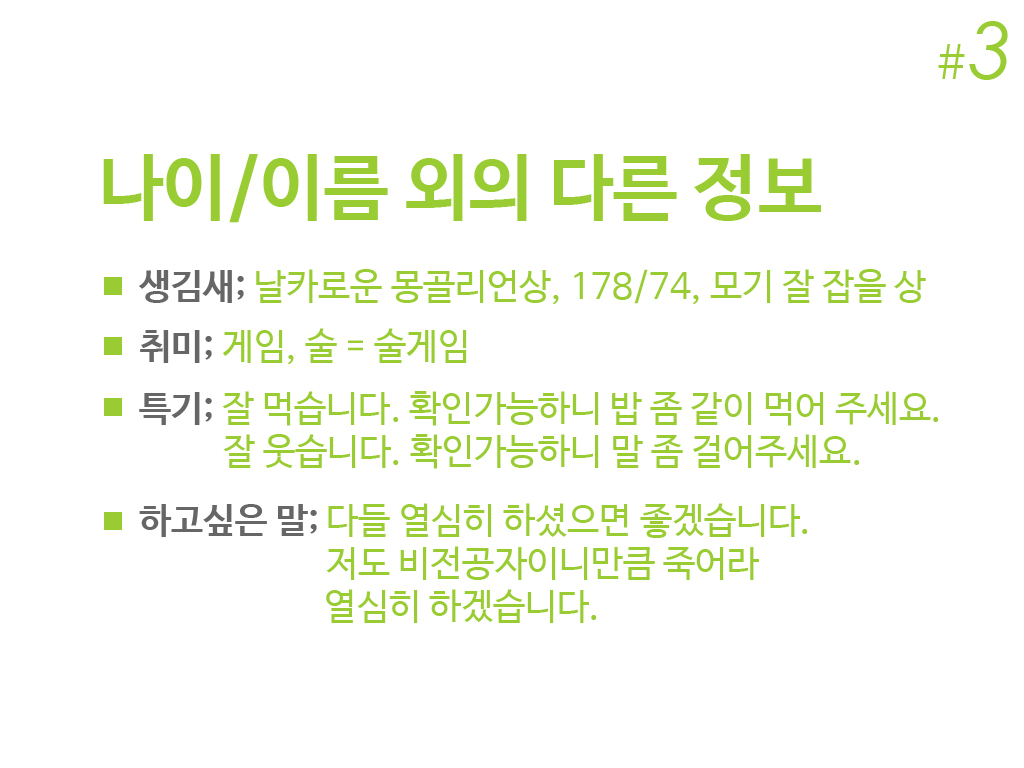 #3
나이/이름 외의 다른 정보
■ 생김새; 날카로운 몽골리언상, 178/74, 모기 잘 잡을 상
■ 취미; 게임, 술 = 술게임
■ 특기; 잘 먹습니다. 확인가능하니 밥 좀 같이 먹어 주세요.
잘 웃습니다. 확인가능하니 말 좀 걸어주세요.
■ 하고싶은 말; 다들 열심히 하셨으면 좋겠습니다.
저도 비전공자이니만큼 죽어라
열심히 하겠습니다.